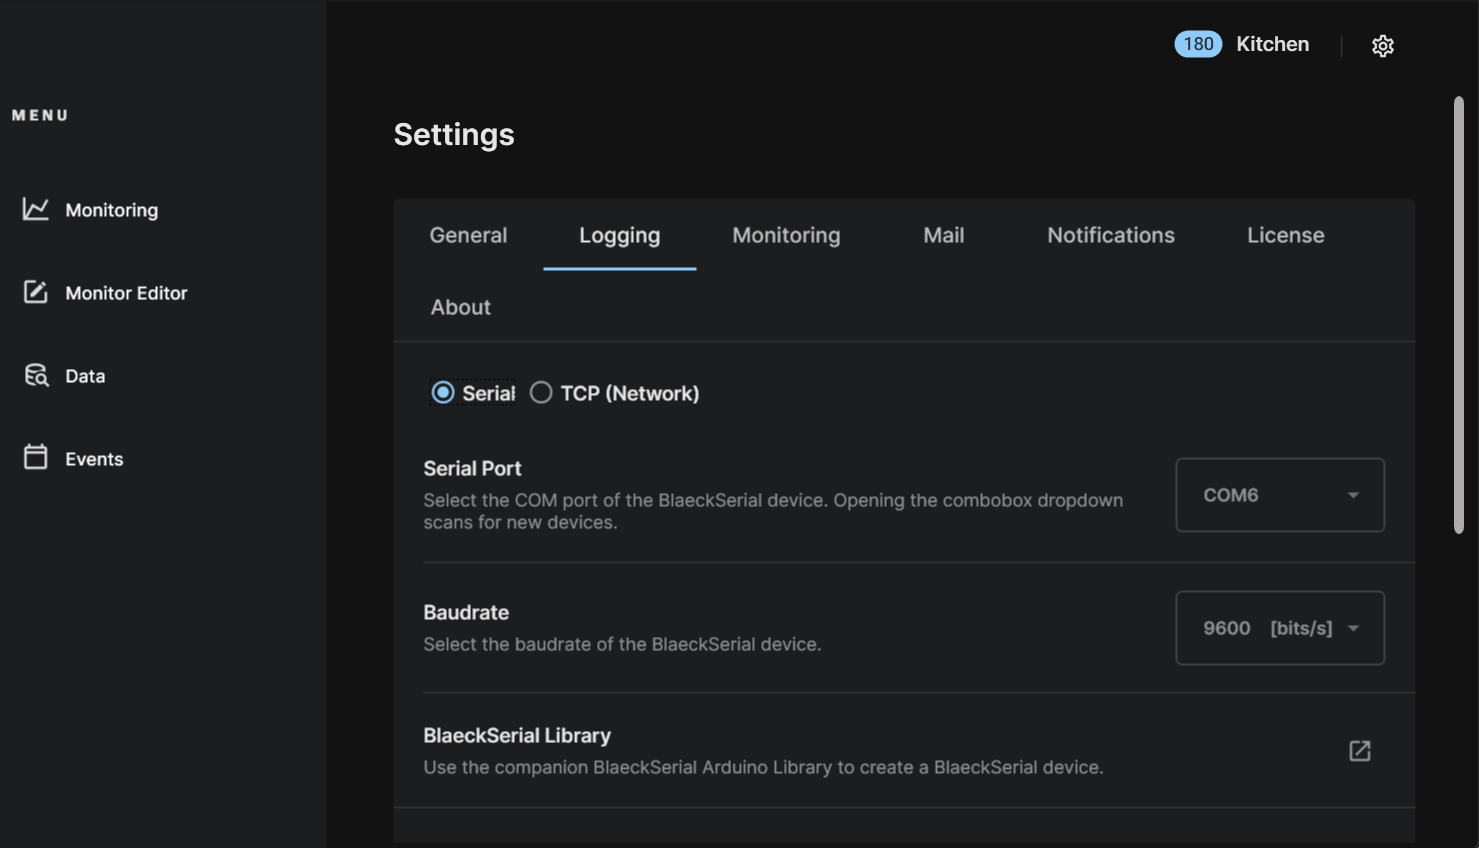 180 Kitchen
MENU
Monitoring
Monitor Editor
Data
Events
Settings
General Logging Monitoring Mail Notifications License
About
Serial TCP (Network)
Serial Port
Select the COM port of the BlaeckSerial device. Opening the combobox dropdown
scans for new devices.
COM6
Baudrate
Select the baudrate of the BlaeckSerial device.
9600 [bits/s]
BlaeckSerial Library
Use the companion BlaeckSerial Arduino Library to create a BlaeckSerial device.